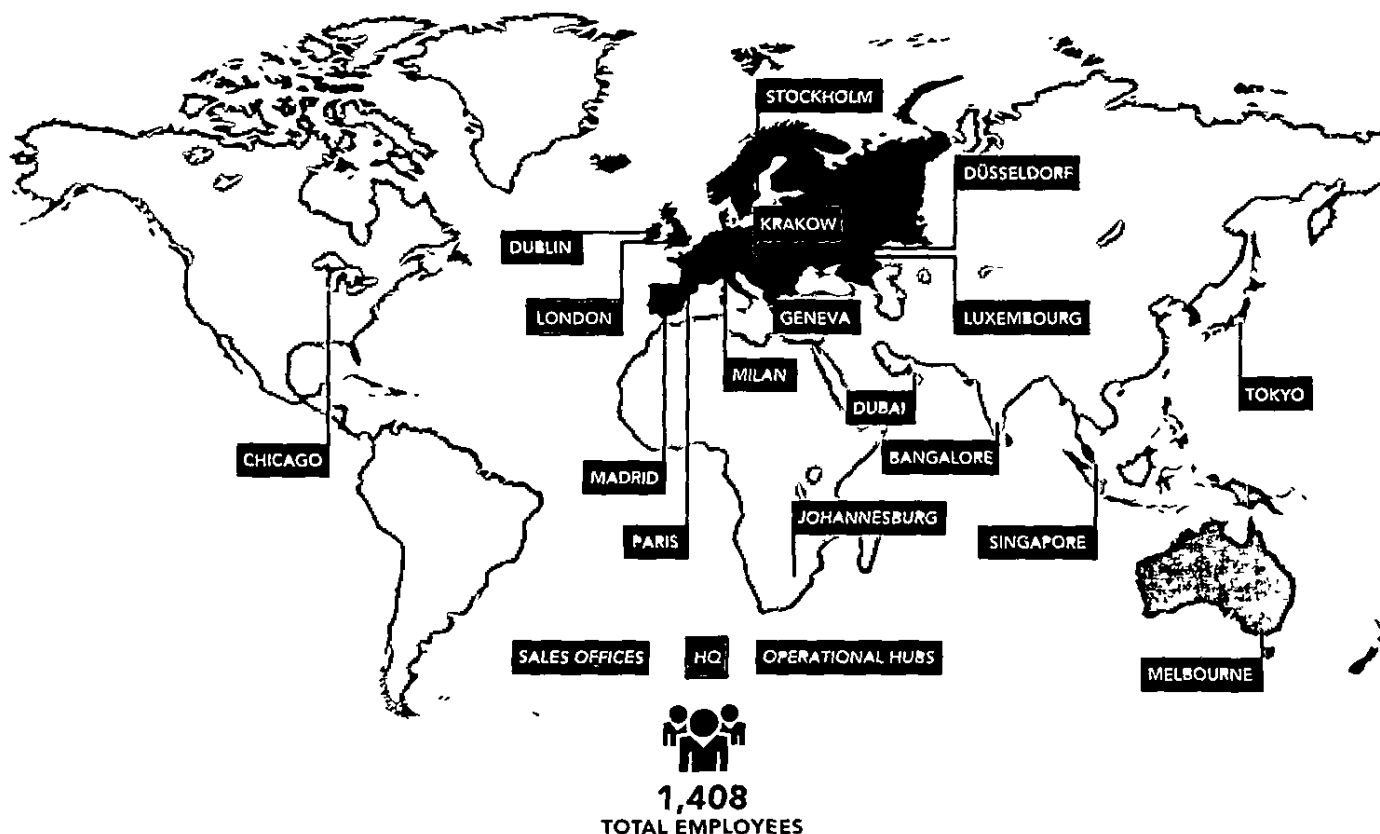 STOCKHOLM
DÜSSELDORF
KRAKOW
DUBLIN
LONDON
GENEVA
LUXEMBOURG
MILAN
DUBAI
TOKYO
CHICAGO
BANGALORE
MADRID
JOHANNESBURG
PARIS
SINGAPORE
SALES OFFICES HQ OPERATIONAL HUBS
MELBOURNE
1,408
TOTAL EMPLOYEES